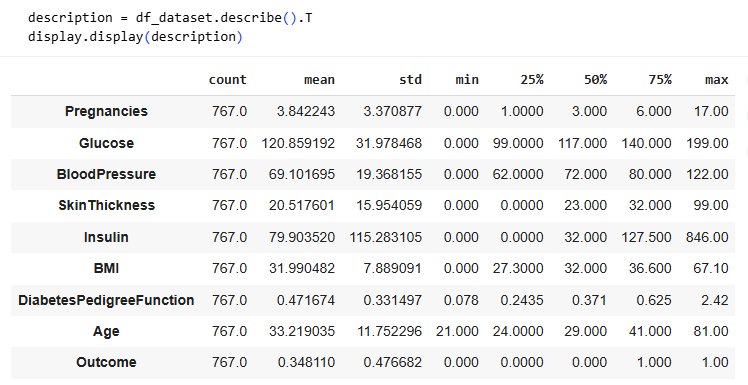 description = df_dataset.describe().T
display.display(description)
count mean std min 25% 50% 75% max
Pregnancies 767.0 3.842243 3.370877 0.000 1.0000 3.000 6.000 17.00
Glucose 767.0 120.859192 31.978468 0.000 99.0000 117.000 140.000 199.00
BloodPressure 767.0 69.101695 19.368155 0.000 62.0000 72.000 80.000 122.00
SkinThickness 767.0 20.517601 15.954059 0.000 0.0000 23.000 32.000 99.00
Insulin 767.0 79.903520 115.283105 0.000 0.0000 32.000 127.500 846.00
BMI 767.0 31.990482 7.889091 0.000 27.3000 32.000 36.600 67.10
DiabetesPedigreeFunction 767.0 0.471674 0.331497 0.078 0.2435 0.371 0.625 2.42
Age 767.0 33.219035 11.752296 21.000 24.0000 29.000 41.000 81.00
Outcome 767.0 0.348110 0.476682 0.000 0.0000 0.000 1.000 1.00